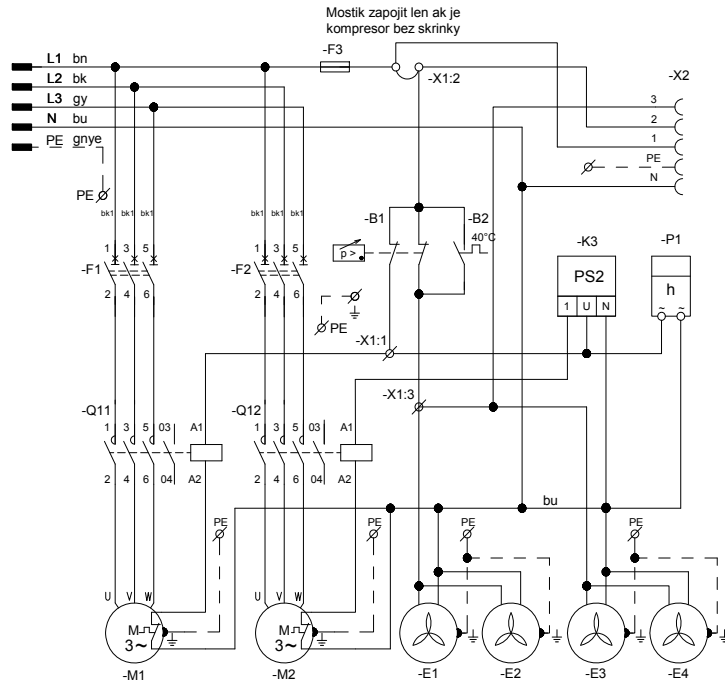 Mostik zapojit len ak je
kompresor bez skrinky
-F3
L1 bn
-X1:2
-X2
L2 bk
L3 gy
3
N bu
2
PE gnye
1
PE
N
PE
bk1 bk1 bk1
bk1 bk1 bk1
-B1
-B2
40°C
p >
1 3 5
-F1
2 4 6
1 3 5
-F2
2 4 6
PE
-K3
PS2
1 U N
-P1
h
~ ~
-X1:1
-X1:3
-Q11
1 3 5 03 A1
2 4 6 04 A2
-Q12
1 3 5 03 A1
2 4 6 04 A2
bu
PE
PE
PE
PE
U V W
U V W
M
3~
M
3~
-M1
-M2
-E1
-E2
-E3
-E4